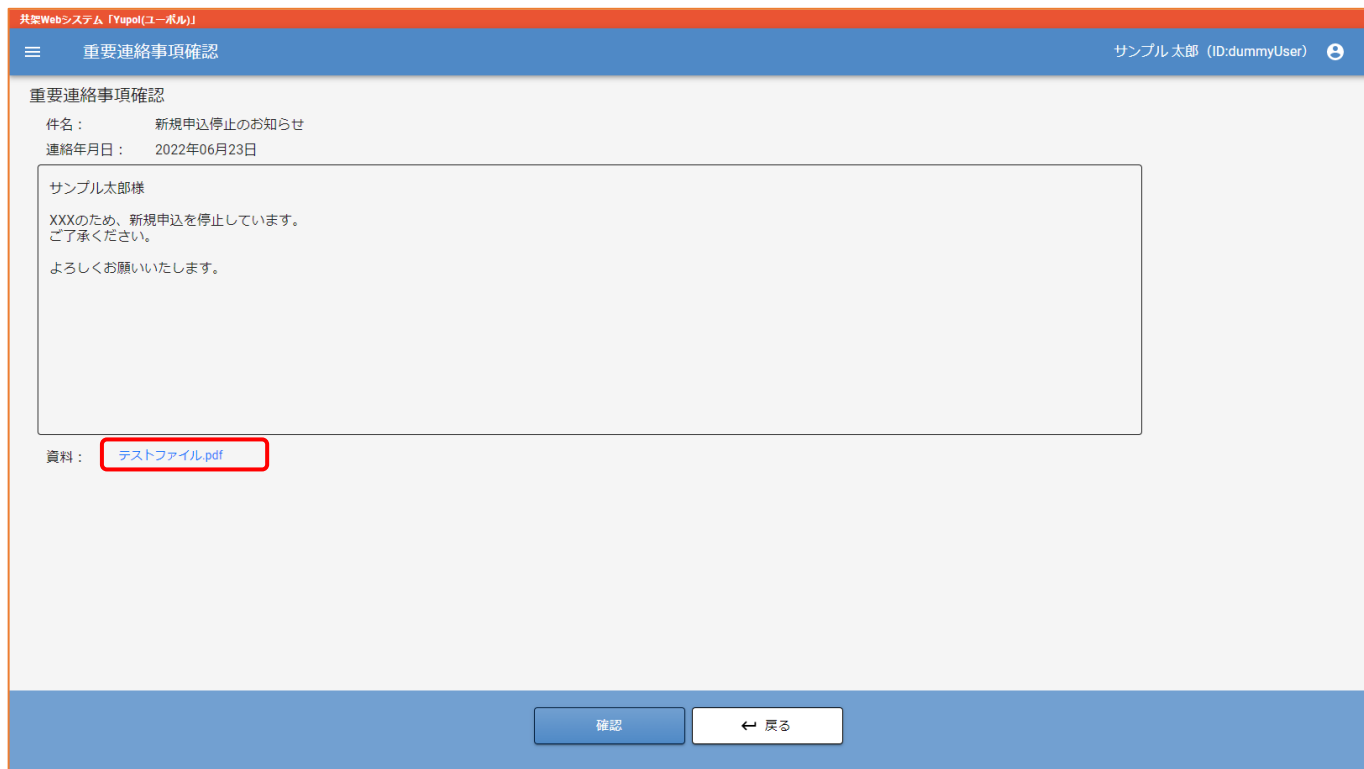 共架Webシステム「Yupol(ユーポル)」
重要連絡事項確認
サンプル 太郎（ID:dummyUser）
重要連絡事項確認
件名： 新規申込停止のお知らせ
連絡年月日： 2022年06月23日
サンプル太郎様
XXXのため、新規申込を停止しています。
ご了承ください。
よろしくお願いいたします。
資料： テストファイル.pdf
確認 戻る